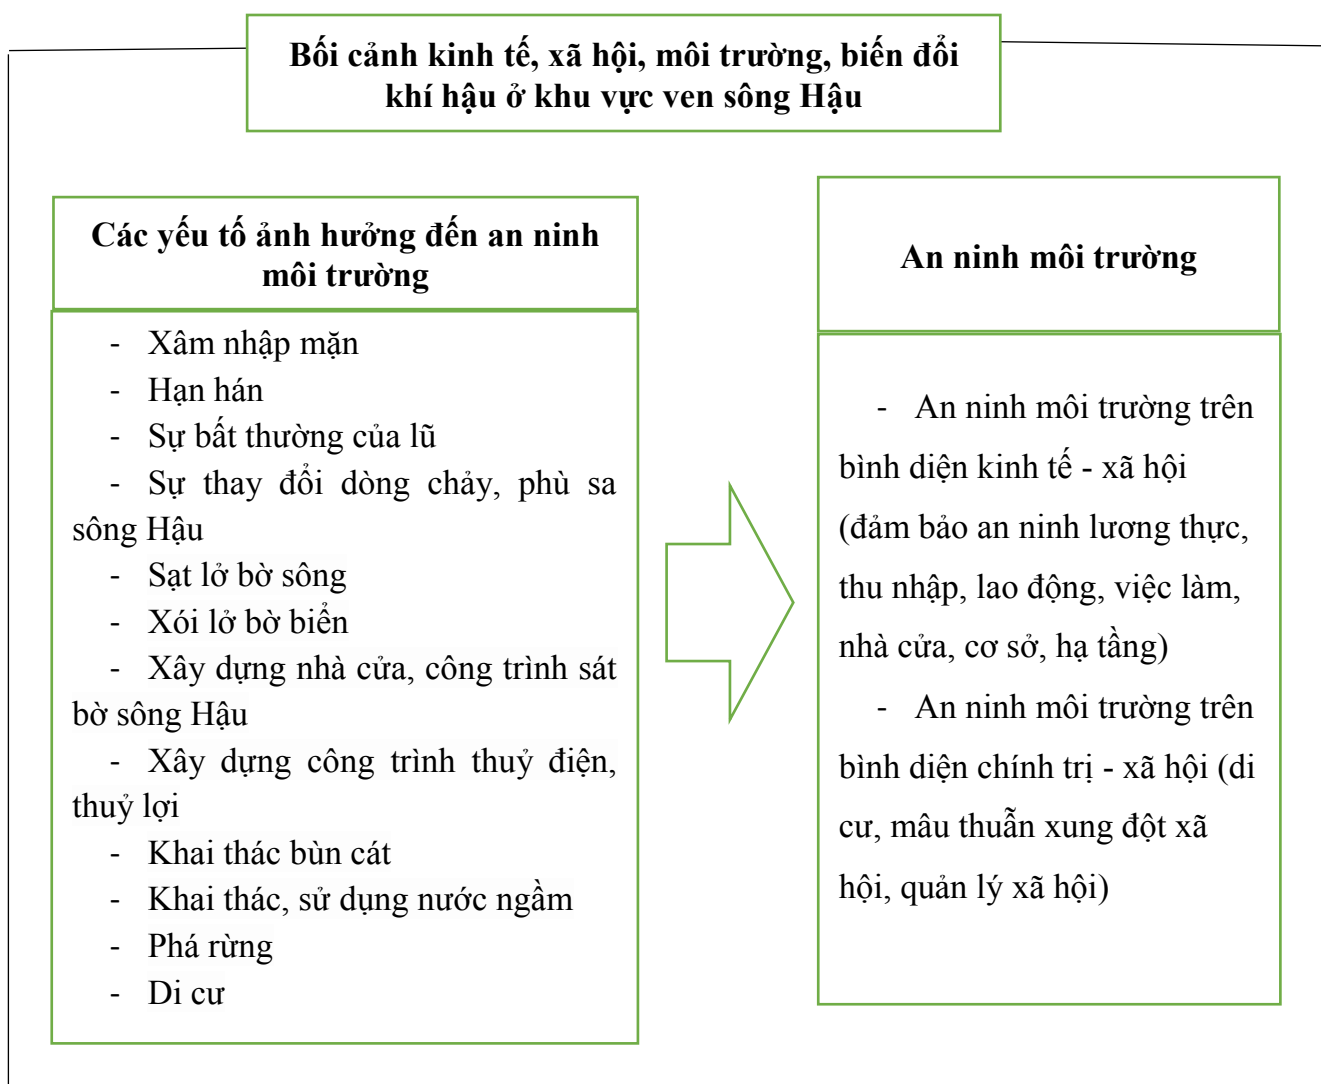 Bối cảnh kinh tế, xã hội, môi trường, biến đổi
khí hậu ở khu vực ven sông Hậu
Các yếu tố ảnh hưởng đến an ninh
môi trường
- Xâm nhập mặn
- Hạn hán
- Sự bất thường của lũ
- Sự thay đổi dòng chảy, phù sa
sông Hậu
- Sạt lở bờ sông
- Xói lở bờ biển
- Xây dựng nhà cửa, công trình sát
bờ sông Hậu
- Xây dựng công trình thuỷ điện,
thuỷ lợi
- Khai thác bùn cát
- Khai thác, sử dụng nước ngầm
- Phá rừng
- Di cư
An ninh môi trường
- An ninh môi trường trên
bình diện kinh tế - xã hội
(đảm bảo an ninh lương thực,
thu nhập, lao động, việc làm,
nhà cửa, cơ sở, hạ tầng)
- An ninh môi trường trên
bình diện chính trị - xã hội (di
cư, mâu thuẫn xung đột xã
hội, quản lý xã hội)